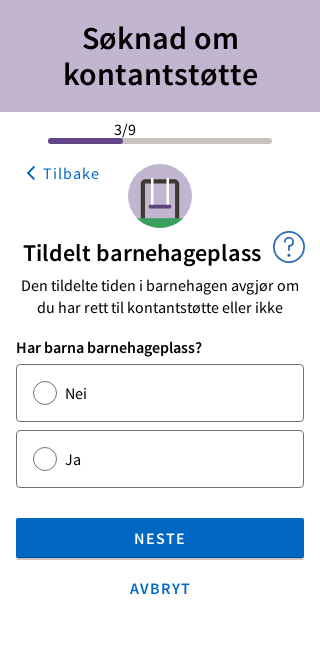 Søknad om
kontantstøtte
3/9
Tilbake
Tildelt barnehageplass
?
Den tildelte tiden i barnehagen avgjør om
du har rett til kontantstøtte eller ikke
Har barna barnehageplass?
Nei
Ja
NESTE
AVBRYT